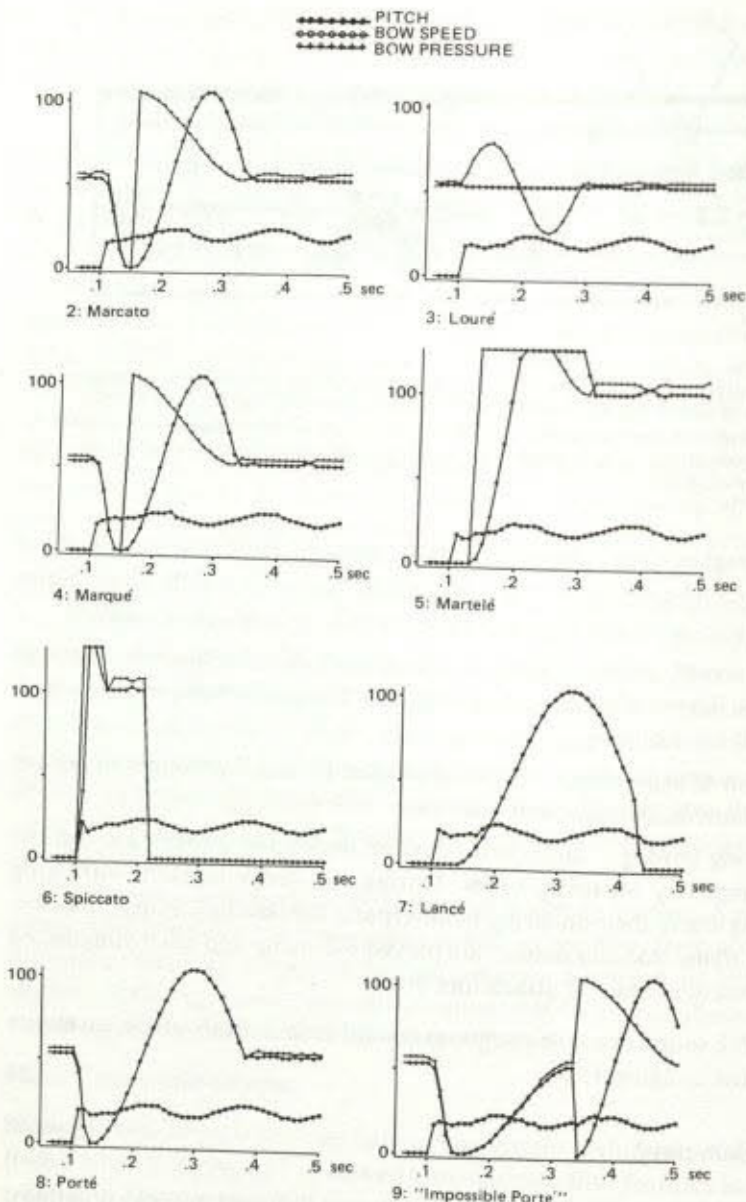 PITCH
BOW SPEED
BOW PRESSURE
100
0
.1 .2 .3 .4 .5 sec
2: Marcato
100
0
.1 .2 .3 .4 .5 sec
3: Louré
100
0
.1 .2 .3 .4 .5 sec
4: Marqué
100
0
.1 .2 .3 .4 .5 sec
5: Martelé
100
0
.1 .2 .3 .4 .5 sec
6: Spiccato
100
0
.1 .2 .3 .4 .5 sec
7: Lancé
100
0
.1 .2 .3 .4 .5 sec
8: Porté
100
0
.1 .2 .3 .4 .5 sec
9: "Impossible Porte'"